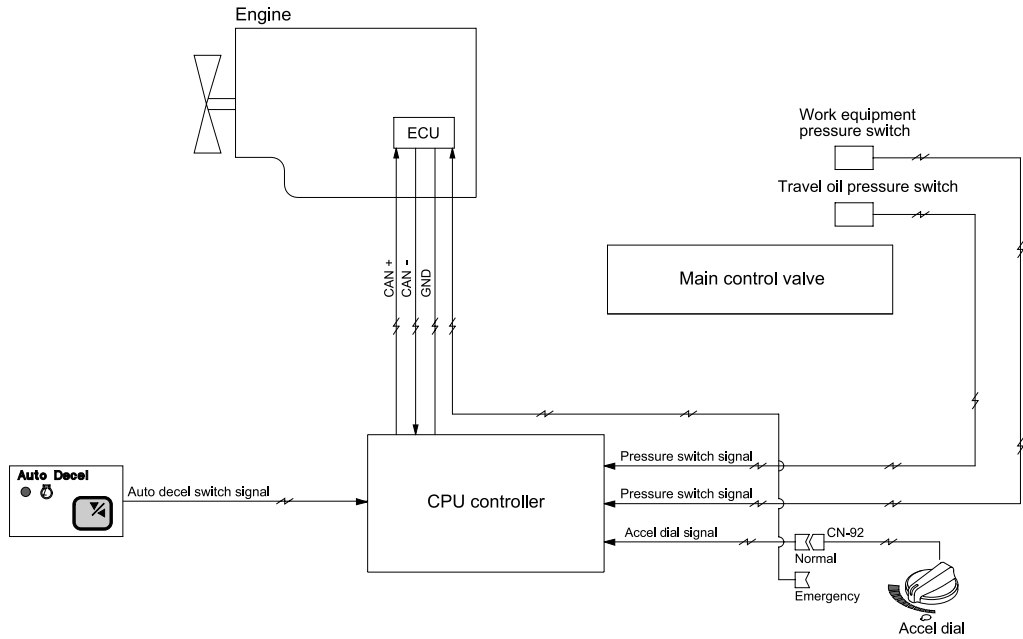 Engine
ECU
Work equipment
pressure switch
Travel oil pressure switch
Main control valve
CAN +
CAN -
GND
Auto Decel
Auto decel switch signal
CPU controller
Pressure switch signal
Pressure switch signal
Accel dial signal
CN-92
Normal
Emergency
Accel dial